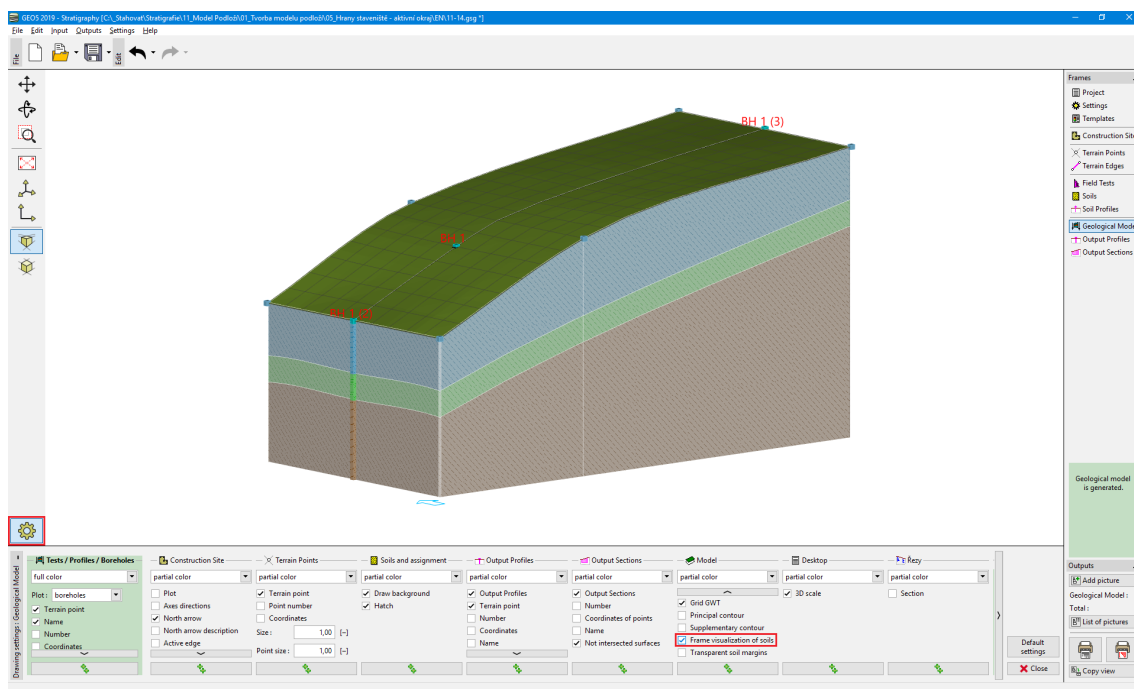 GEO5 2019 - Stratigraphy [C:\_Stahovat\Stratigrafie\11_Model Podloží\01_Tvorba modelu podloží\05_Hrany staveniště - aktivní okraj\EN\11-14.gsg *]
File Edit Input Outputs Settings Help
File
Edit
BH 1 (3)
BH 1
Frames
Project
Settings
Templates
Construction Site
Terrain Points
Terrain Edges
Field Tests
Soils
Soil Profiles
Geological Mode
Output Profiles
Output Sections
Geological model
is generated.
Drawing settings : Geological Model
Tests / Profiles / Boreholes
full color
Plot : boreholes
Terrain point
Name
Number
Coordinates
Construction Site
partial color
Plot
Axes directions
North arrow
North arrow description
Active edge
Terrain Points
partial color
Terrain point
Point number
Coordinates
Size : 1,00 [–]
Point size : 1,00 [–]
Soils and assignment
partial color
Draw background
Hatch
Output Profiles
partial color
Output Profiles
Terrain point
Number
Coordinates
Name
Output Sections
partial color
Output Sections
Number
Coordinates of points
Name
Not intersected surfaces
Model
partial color
Grid GWT
Principal contour
Supplementary contour
Frame visualization of soils
Transparent soil margins
Desktop
partial color
3D scale
Řezy
partial color
Section
Default
settings
Close
Outputs
Add picture
Geological Model :
Total :
List of pictures
Copy view